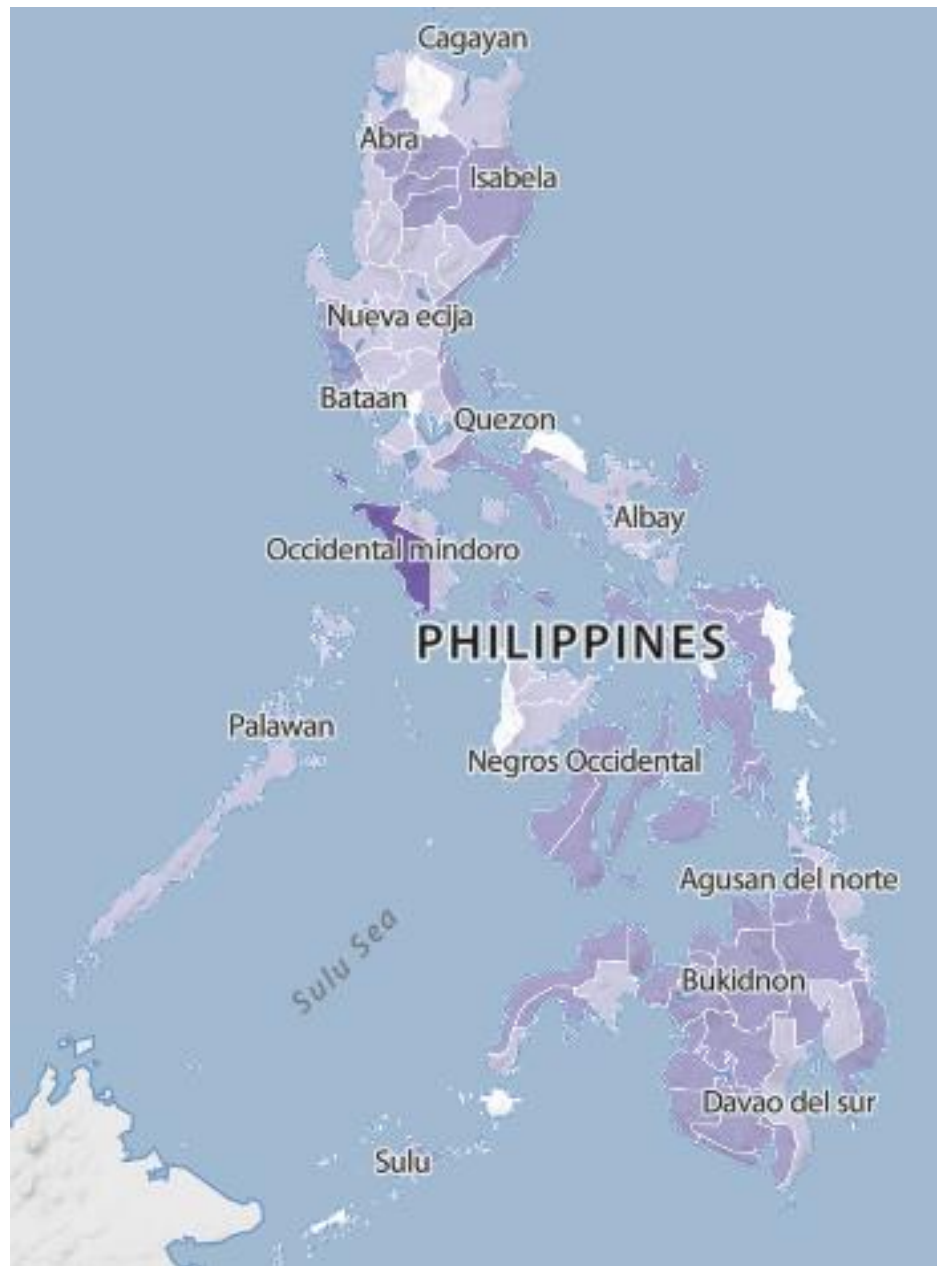 Cagayan
Abra
Isabela
Nueva ecija
Bataan
Quezon
Albay
Occidental mindoro
PHILIPPINES
Palawan
Negros Occidental
Agusan del norte
Sulu Sea
Bukidnon
Davao del sur
Sulu